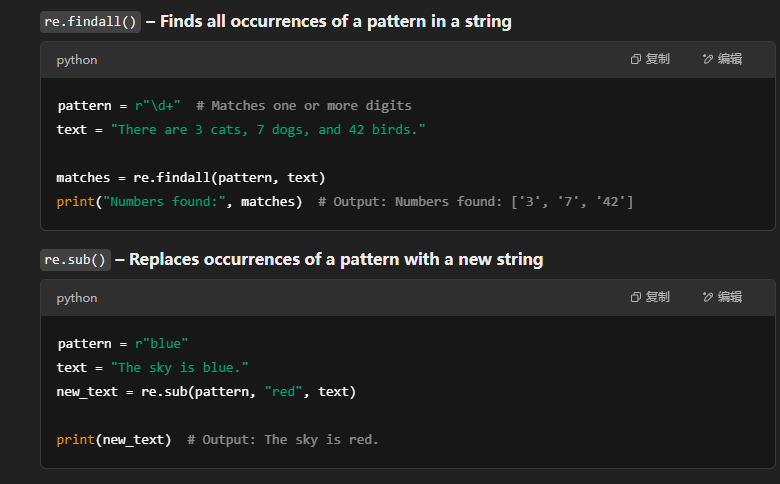 re.findall() – Finds all occurrences of a pattern in a string
python 复制 编辑
pattern = r"\d+"  # Matches one or more digits
text = "There are 3 cats, 7 dogs, and 42 birds."
matches = re.findall(pattern, text)
print("Numbers found:", matches)  # Output: Numbers found: ['3', '7', '42']
re.sub() – Replaces occurrences of a pattern with a new string
python 复制 编辑
pattern = r"blue"
text = "The sky is blue."
new_text = re.sub(pattern, "red", text)
print(new_text)  # Output: The sky is red.